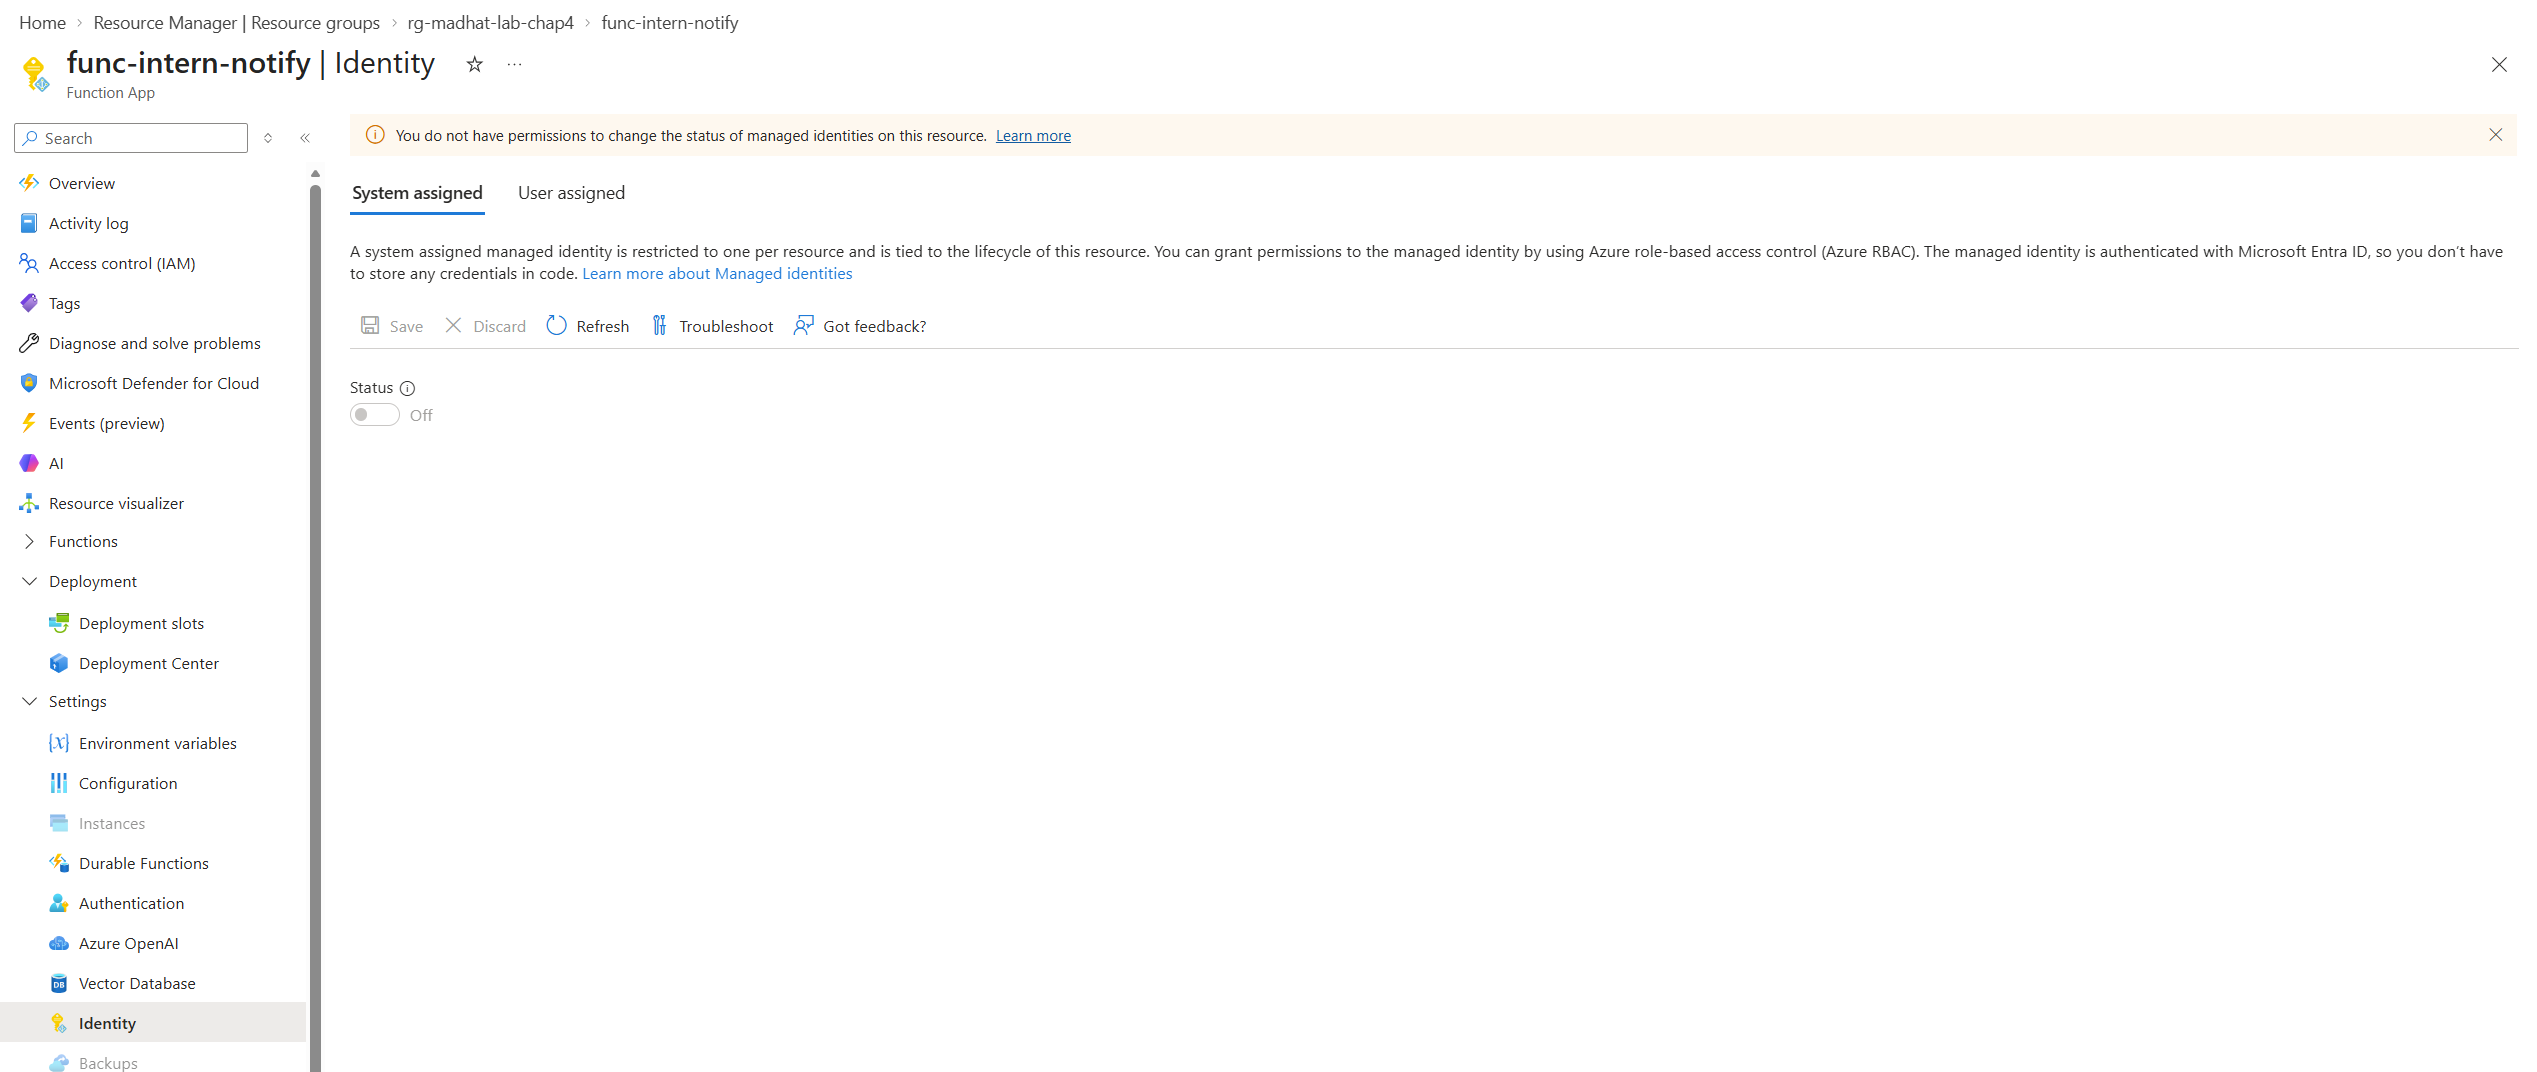 Home > Resource Manager | Resource groups > rg-madhat-lab-chap4 > func-intern-notify
func-intern-notify | Identity
Function App
Search
Overview
Activity log
Access control (IAM)
Tags
Diagnose and solve problems
Microsoft Defender for Cloud
Events (preview)
AI
Resource visualizer
Functions
Deployment
Deployment slots
Deployment Center
Settings
Environment variables
Configuration
Instances
Durable Functions
Authentication
Azure OpenAI
Vector Database
Identity
Backups
You do not have permissions to change the status of managed identities on this resource. Learn more
System assigned User assigned
A system assigned managed identity is restricted to one per resource and is tied to the lifecycle of this resource. You can grant permissions to the managed identity by using Azure role-based access control (Azure RBAC). The managed identity is authenticated with Microsoft Entra ID, so you don't have
to store any credentials in code. Learn more about Managed identities
Save Discard Refresh Troubleshoot Got feedback?
Status
Off